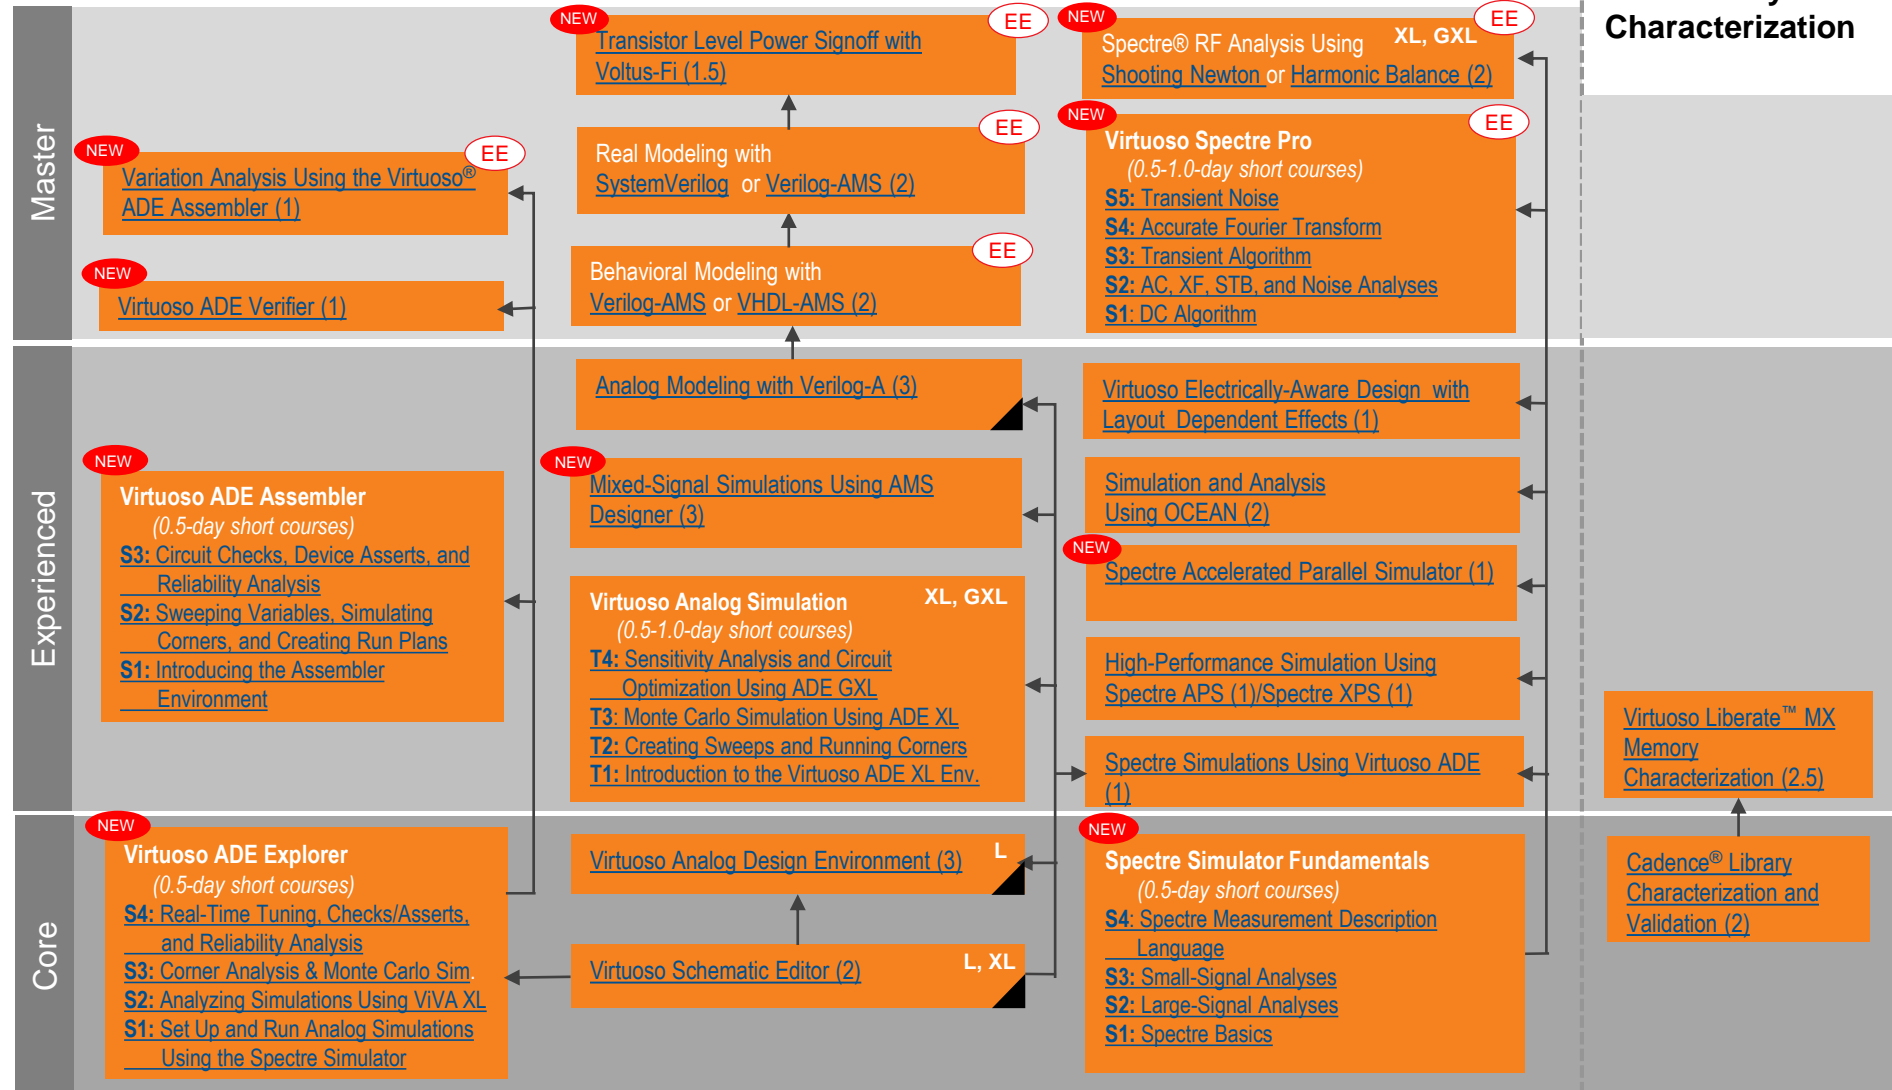 Characterization
Master
NEW
EE
Transistor Level Power Signoff with
Voltus-Fi (1.5)
NEW
EE
Spectre® RF Analysis Using
XL, GXL
Shooting Newton or Harmonic Balance (2)
EE
Real Modeling with
SystemVerilog or Verilog-AMS (2)
NEW
EE
Virtuoso Spectre Pro
(0.5-1.0-day short courses)
S5: Transient Noise
S4: Accurate Fourier Transform
S3: Transient Algorithm
S2: AC, XF, STB, and Noise Analyses
S1: DC Algorithm
NEW
EE
Variation Analysis Using the Virtuoso®
ADE Assembler (1)
EE
Behavioral Modeling with
Verilog-AMS or VHDL-AMS (2)
NEW
Virtuoso ADE Verifier (1)
Experienced
Analog Modeling with Verilog-A (3)
Virtuoso Electrically-Aware Design with
Layout Dependent Effects (1)
NEW
Virtuoso ADE Assembler
(0.5-day short courses)
S3: Circuit Checks, Device Asserts, and
Reliability Analysis
S2: Sweeping Variables, Simulating
Corners, and Creating Run Plans
S1: Introducing the Assembler
Environment
NEW
Mixed-Signal Simulations Using AMS
Designer (3)
Simulation and Analysis
Using OCEAN (2)
NEW
Spectre Accelerated Parallel Simulator (1)
Virtuoso Analog Simulation
XL, GXL
(0.5-1.0-day short courses)
T4: Sensitivity Analysis and Circuit
Optimization Using ADE GXL
T3: Monte Carlo Simulation Using ADE XL
T2: Creating Sweeps and Running Corners
T1: Introduction to the Virtuoso ADE XL Env.
High-Performance Simulation Using
Spectre APS (1)/Spectre XPS (1)
Spectre Simulations Using Virtuoso ADE
(1)
Virtuoso Liberate™ MX
Memory
Characterization (2.5)
Core
NEW
Virtuoso ADE Explorer
(0.5-day short courses)
S4: Real-Time Tuning, Checks/Asserts,
and Reliability Analysis
S3: Corner Analysis & Monte Carlo Sim.
S2: Analyzing Simulations Using ViVA XL
S1: Set Up and Run Analog Simulations
Using the Spectre Simulator
Virtuoso Analog Design Environment (3)
L
Virtuoso Schematic Editor (2)
L, XL
NEW
Spectre Simulator Fundamentals
(0.5-day short courses)
S4: Spectre Measurement Description
Language
S3: Small-Signal Analyses
S2: Large-Signal Analyses
S1: Spectre Basics
Cadence® Library
Characterization and
Validation (2)